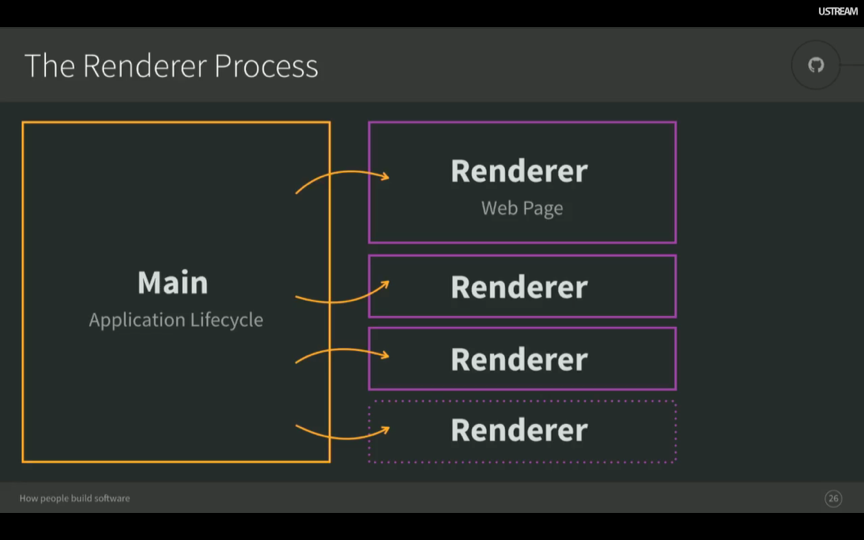 USTREAM
The Renderer Process
Renderer
Web Page
Main
Application Lifecycle
Renderer
Renderer
Renderer
How people build software
26